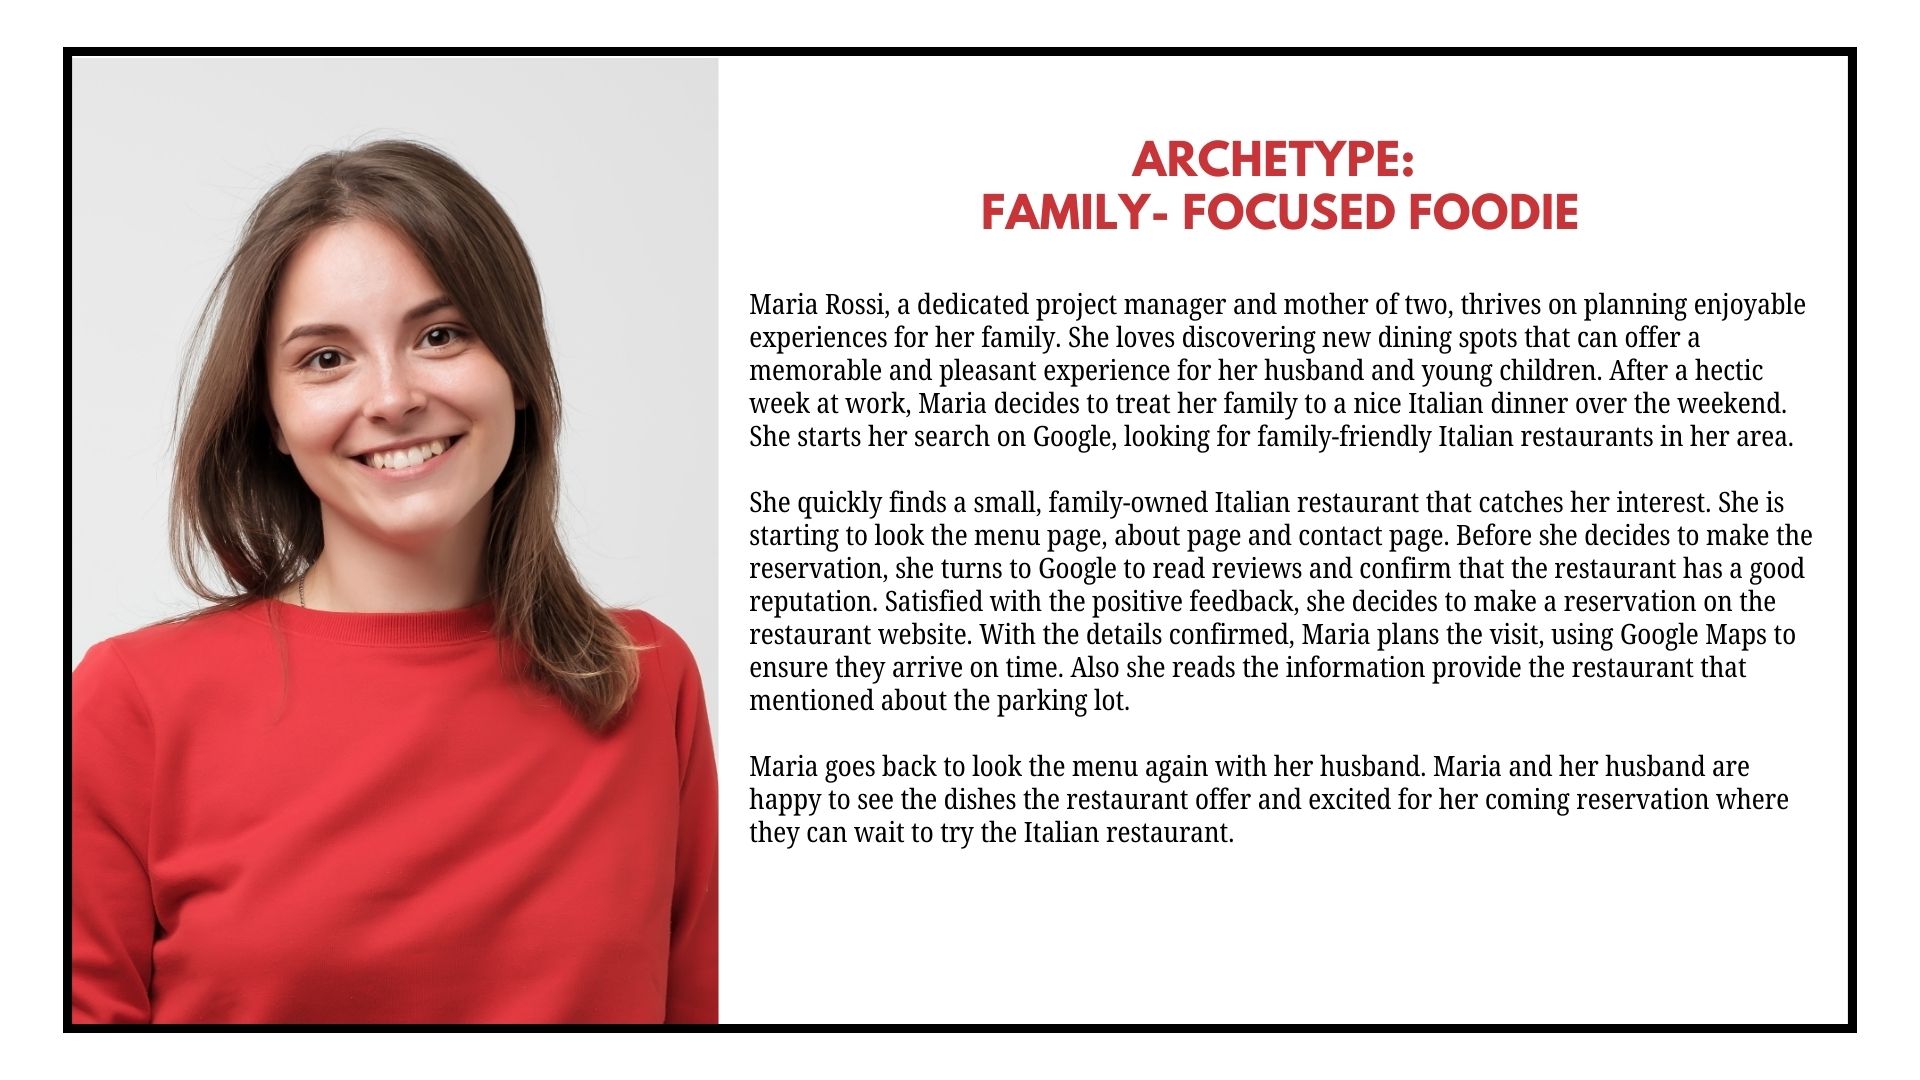 ARCHETYPE:
FAMILY- FOCUSED FOODIE
Maria Rossi, a dedicated project manager and mother of two, thrives on planning enjoyable
experiences for her family. She loves discovering new dining spots that can offer a
memorable and pleasant experience for her husband and young children. After a hectic
week at work, Maria decides to treat her family to a nice Italian dinner over the weekend.
She starts her search on Google, looking for family-friendly Italian restaurants in her area.
She quickly finds a small, family-owned Italian restaurant that catches her interest. She is
starting to look the menu page, about page and contact page. Before she decides to make the
reservation, she turns to Google to read reviews and confirm that the restaurant has a good
reputation. Satisfied with the positive feedback, she decides to make a reservation on the
restaurant website. With the details confirmed, Maria plans the visit, using Google Maps to
ensure they arrive on time. Also she reads the information provide the restaurant that
mentioned about the parking lot.
Maria goes back to look the menu again with her husband. Maria and her husband are
happy to see the dishes the restaurant offer and excited for her coming reservation where
they can wait to try the Italian restaurant.